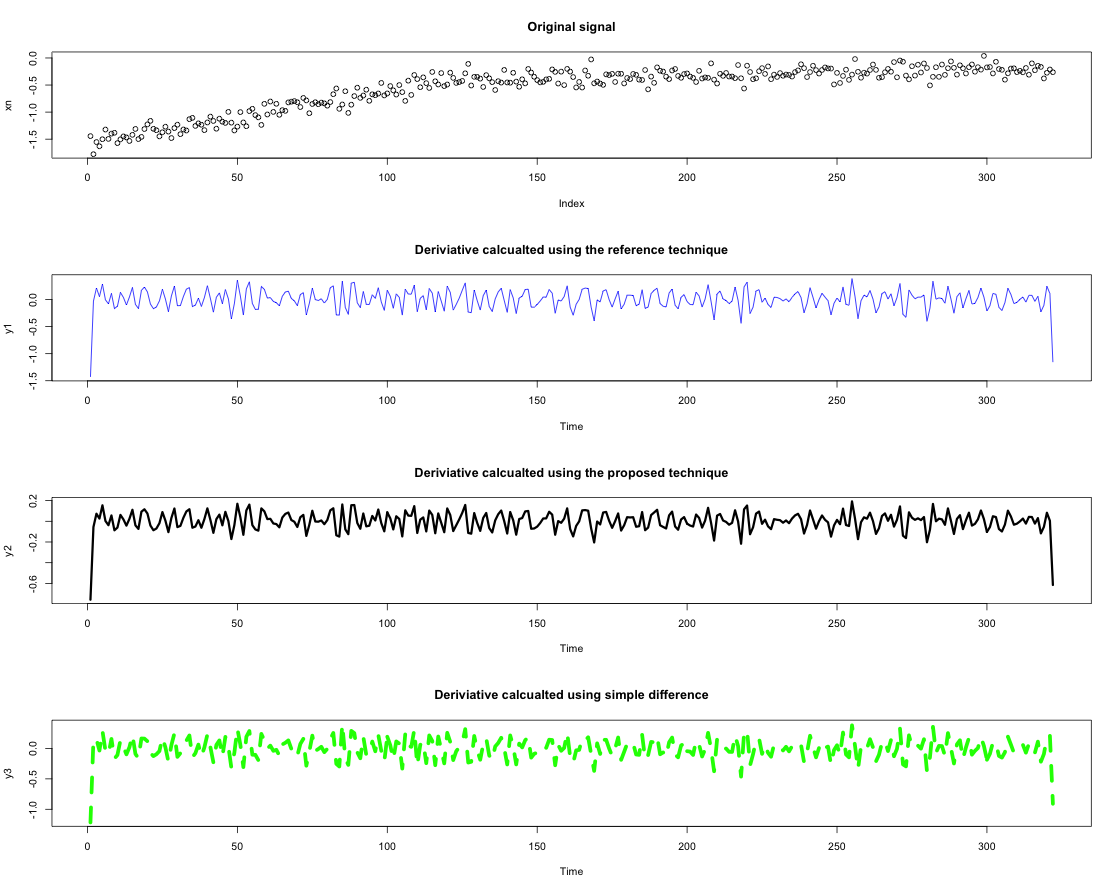 Original signal
xn
0.0
-0.5
-1.0
-1.5
0 50 100 150 200 250 300
Index
Deriviative calcualted using the reference technique
y1
0.0
-0.5
-1.0
-1.5
0 50 100 150 200 250 300
Time
Deriviative calcualted using the proposed technique
y2
0.2
-0.2
-0.6
0 50 100 150 200 250 300
Time
Deriviative calcualted using simple difference
y3
0.0
-0.5
-1.0
0 50 100 150 200 250 300
Time